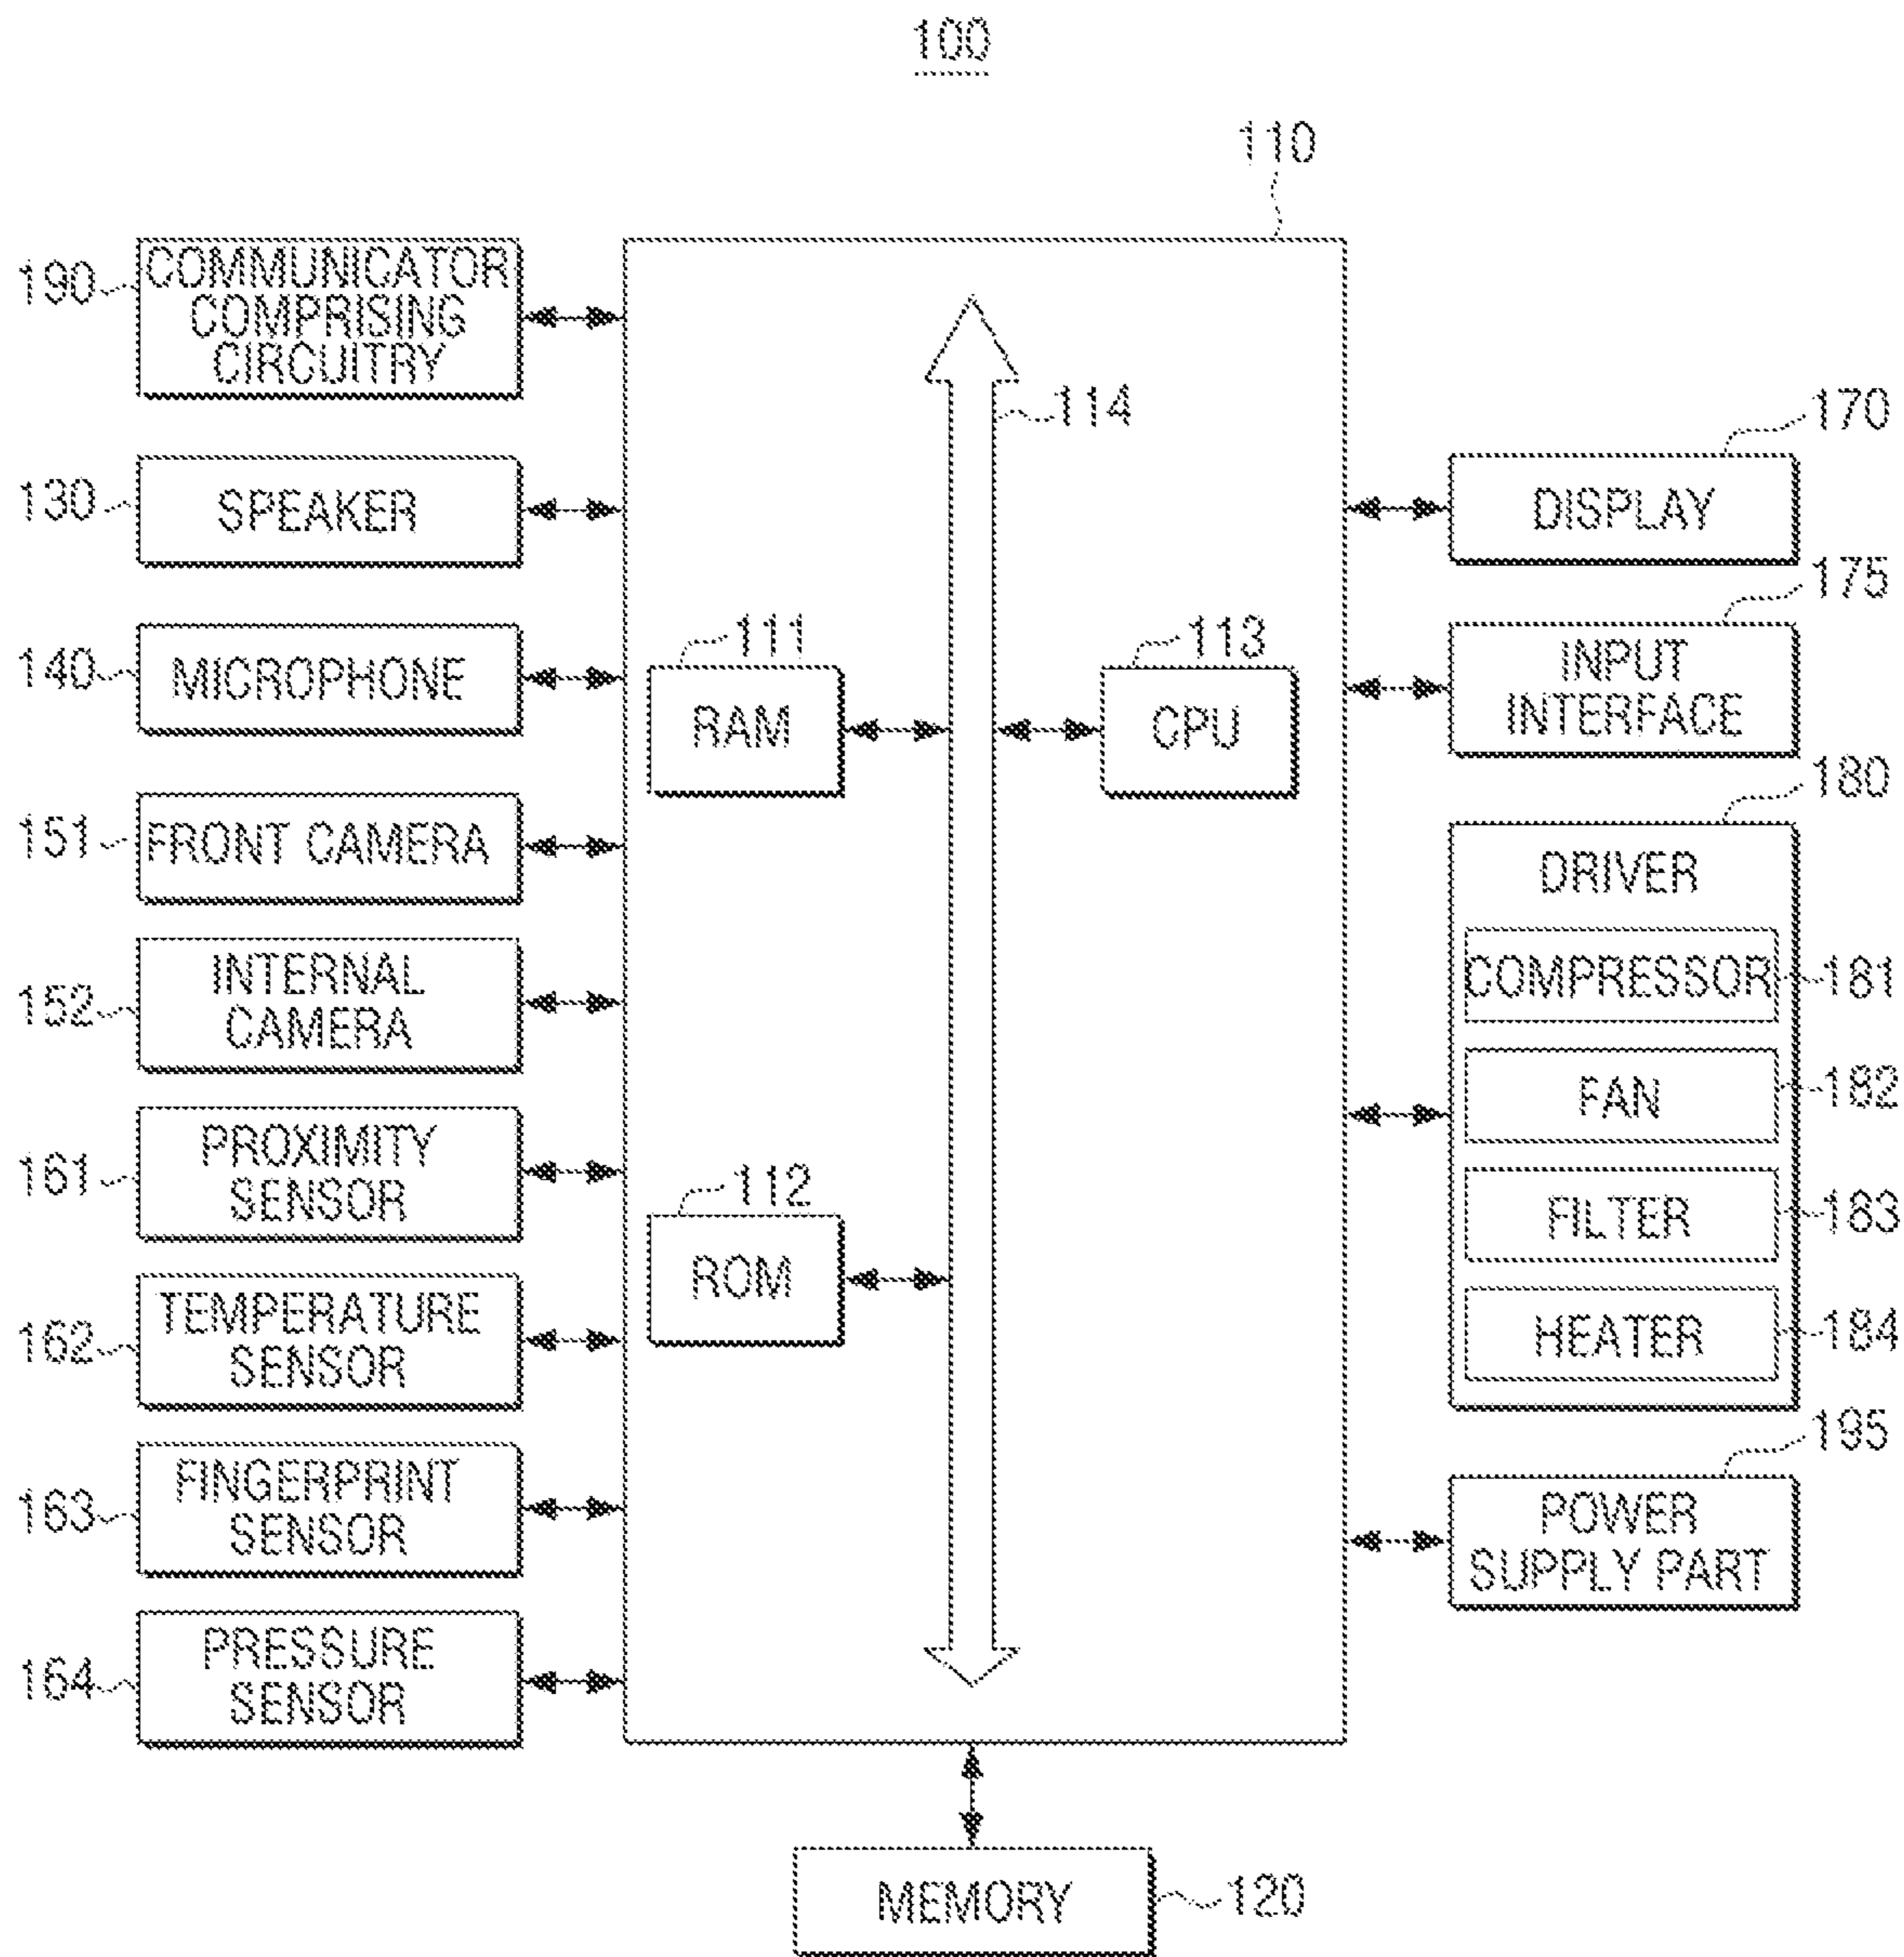 100
110
190
COMMUNICATOR
COMPRISING
CIRCUITRY
130
SPEAKER
140
MICROPHONE
151
FRONT CAMERA
152
INTERNAL
CAMERA
161
PROXIMITY
SENSOR
162
TEMPERATURE
SENSOR
163
FINGERPRINT
SENSOR
164
PRESSURE
SENSOR
114
111
RAM
113
CPU
112
ROM
170
DISPLAY
175
INPUT
INTERFACE
180
DRIVER
COMPRESSOR
181
FAN
182
FILTER
183
HEATER
184
195
POWER
SUPPLY PART
MEMORY
120